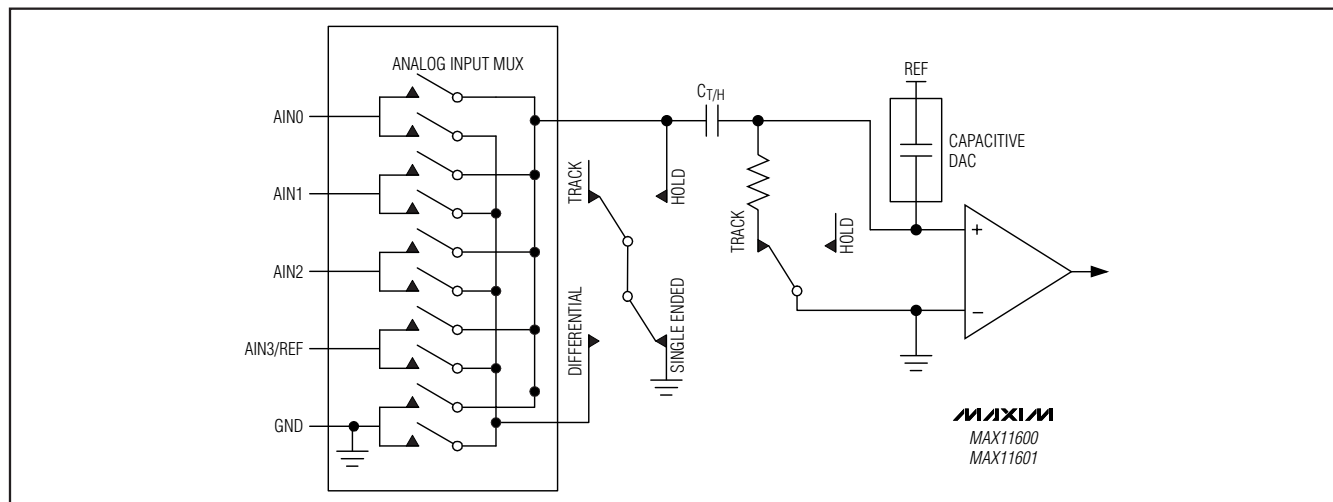 ANALOG INPUT MUX
AIN0
AIN1
AIN2
AIN3/REF
GND
TRACK
HOLD
DIFFERENTIAL
SINGLE ENDED
CT/H
TRACK
HOLD
REF
CAPACITIVE
DAC
+
−
MAXIM
MAX11600
MAX11601